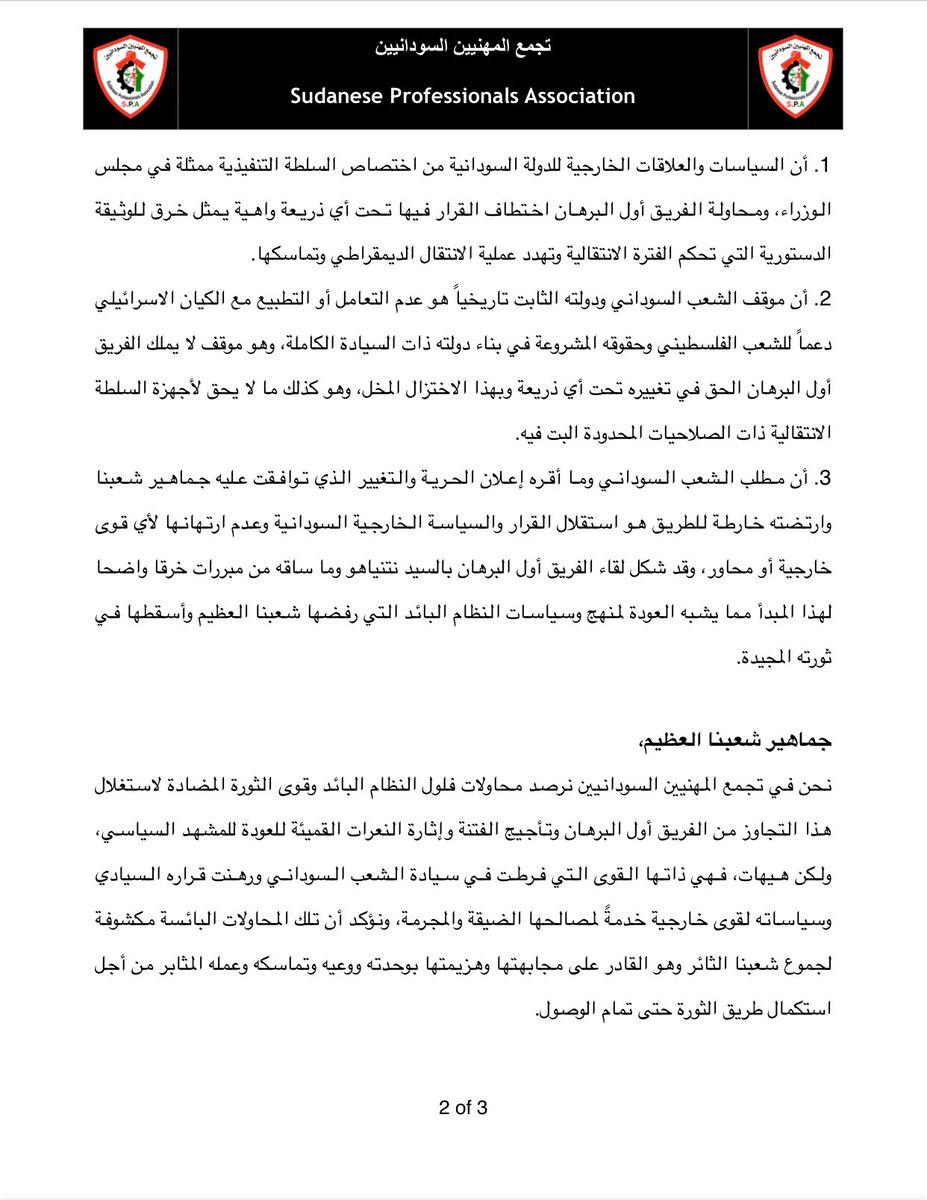 تجمع المهنيين السودانيين
Sudanese Professionals Association
تجمع المهنيين السودانيين
Sudanese Professionals Association
S.P.A
تجمع المهنيين السودانيين
Sudanese Professionals Association
S.P.A
1. أن السياسات والعلاقات الخارجية للدولة السودانية من اختصاص السلطة التنفيذية ممثلة في مجلس
الوزراء، ومحاولة الفريق أول البرهان اختطاف القرار فيها تحت أي ذريعة واهية يمثل خرق للوثيقة
الدستورية التي تحكم الفترة الانتقالية وتهدد عملية الانتقال الديمقراطي وتماسكها.
2. أن موقف الشعب السوداني ودولته الثابت تاريخياً هو عدم التعامل أو التطبيع مع الكيان الاسرائيلي
دعماً للشعب الفلسطيني وحقوقه المشروعة في بناء دولته ذات السيادة الكاملة، وهو موقف لا يملك الفريق
أول البرهان الحق في تغييره تحت أي ذريعة وبهذا الاختزال المخل، وهو كذلك ما لا يحق لأجهزة السلطة
الانتقالية ذات الصلاحيات المحدودة البت فيه.
3. أن مطلب الشعب السوداني وما أقره إعلان الحرية والتغيير الذي توافقت عليه جماهير شعبنا
وارتضته خارطة للطريق هو استقلال القرار والسياسة الخارجية السودانية وعدم ارتهانها لأي قوى
خارجية أو محاور، وقد شكل لقاء الفريق أول البرهان بالسيد نتنياهو وما ساقه من مبررات خرقا واضحا
لهذا المبدأ مما يشبه العودة لمنهج وسياسات النظام البائد التي رفضها شعبنا العظيم وأسقطها في
ثورته المجيدة.
جماهير شعبنا العظيم،
نحن في تجمع المهنيين السودانيين نرصد محاولات فلول النظام البائد وقوى الثورة المضادة لاستغلال
هذا التجاوز من الفريق أول البرهان وتأجيج الفتنة وإثارة النعرات القميئة للعودة للمشهد السياسي،
ولكن هيهات، فهي ذاتها القوى التي فرطت في سيادة الشعب السوداني ورهنت قراره السيادي
وسياساته لقوى خارجية خدمةً لمصالحها الضيقة والمجرمة، ونؤكد أن تلك المحاولات البائسة مكشوفة
لجموع شعبنا الثائر وهو القادر على مجابهتها وهزيمتها بوحدته ووعيه وتماسكه وعمله المثابر من أجل
استكمال طريق الثورة حتى تمام الوصول.
2 of 3